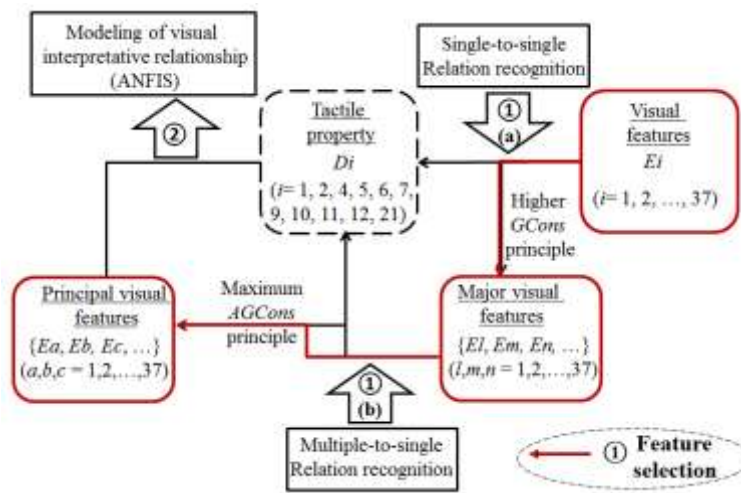 Modeling of visual
interpretative relationship
(ANFIS)
Single-to-single
Relation recognition
②
Tactile
property
Di
(i= 1, 2, 4, 5, 6, 7,
9, 10, 11, 12, 21)
①
(a)
Visual
features
Ei
(i= 1, 2, …, 37)
Higher
GCons
principle
Principal visual
features
{Ea, Eb, Ec, …}
(a,b,c = 1,2,…,37)
Maximum
AGCons
principle
Major visual
features
{El, Em, En, …}
(l,m,n = 1,2,…,37)
①
(b)
Multiple-to-single
Relation recognition
① Feature
selection